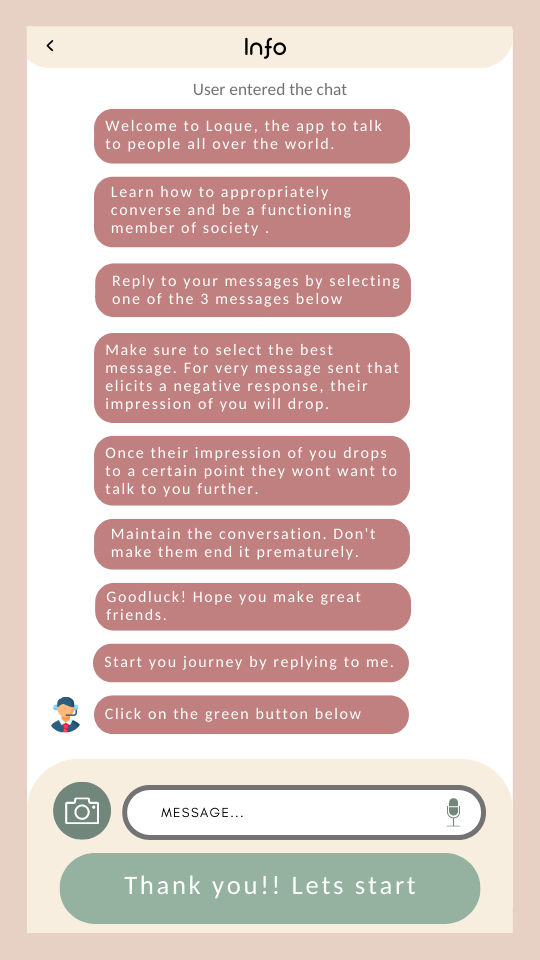 Info
User entered the chat
Welcome to Loque, the app to talk
to people all over the world.
Learn how to appropriately
converse and be a functioning
member of society .
Reply to your messages by selecting
one of the 3 messages below
Make sure to select the best
message. For very message sent that
elicits a negative response, their
impression of you will drop.
Once their impression of you drops
to a certain point they wont want to
talk to you further.
Maintain the conversation. Don't
make them end it prematurely.
Goodluck! Hope you make great
friends.
Start you journey by replying to me.
Click on the green button below
MESSAGE...
Thank you!! Lets start